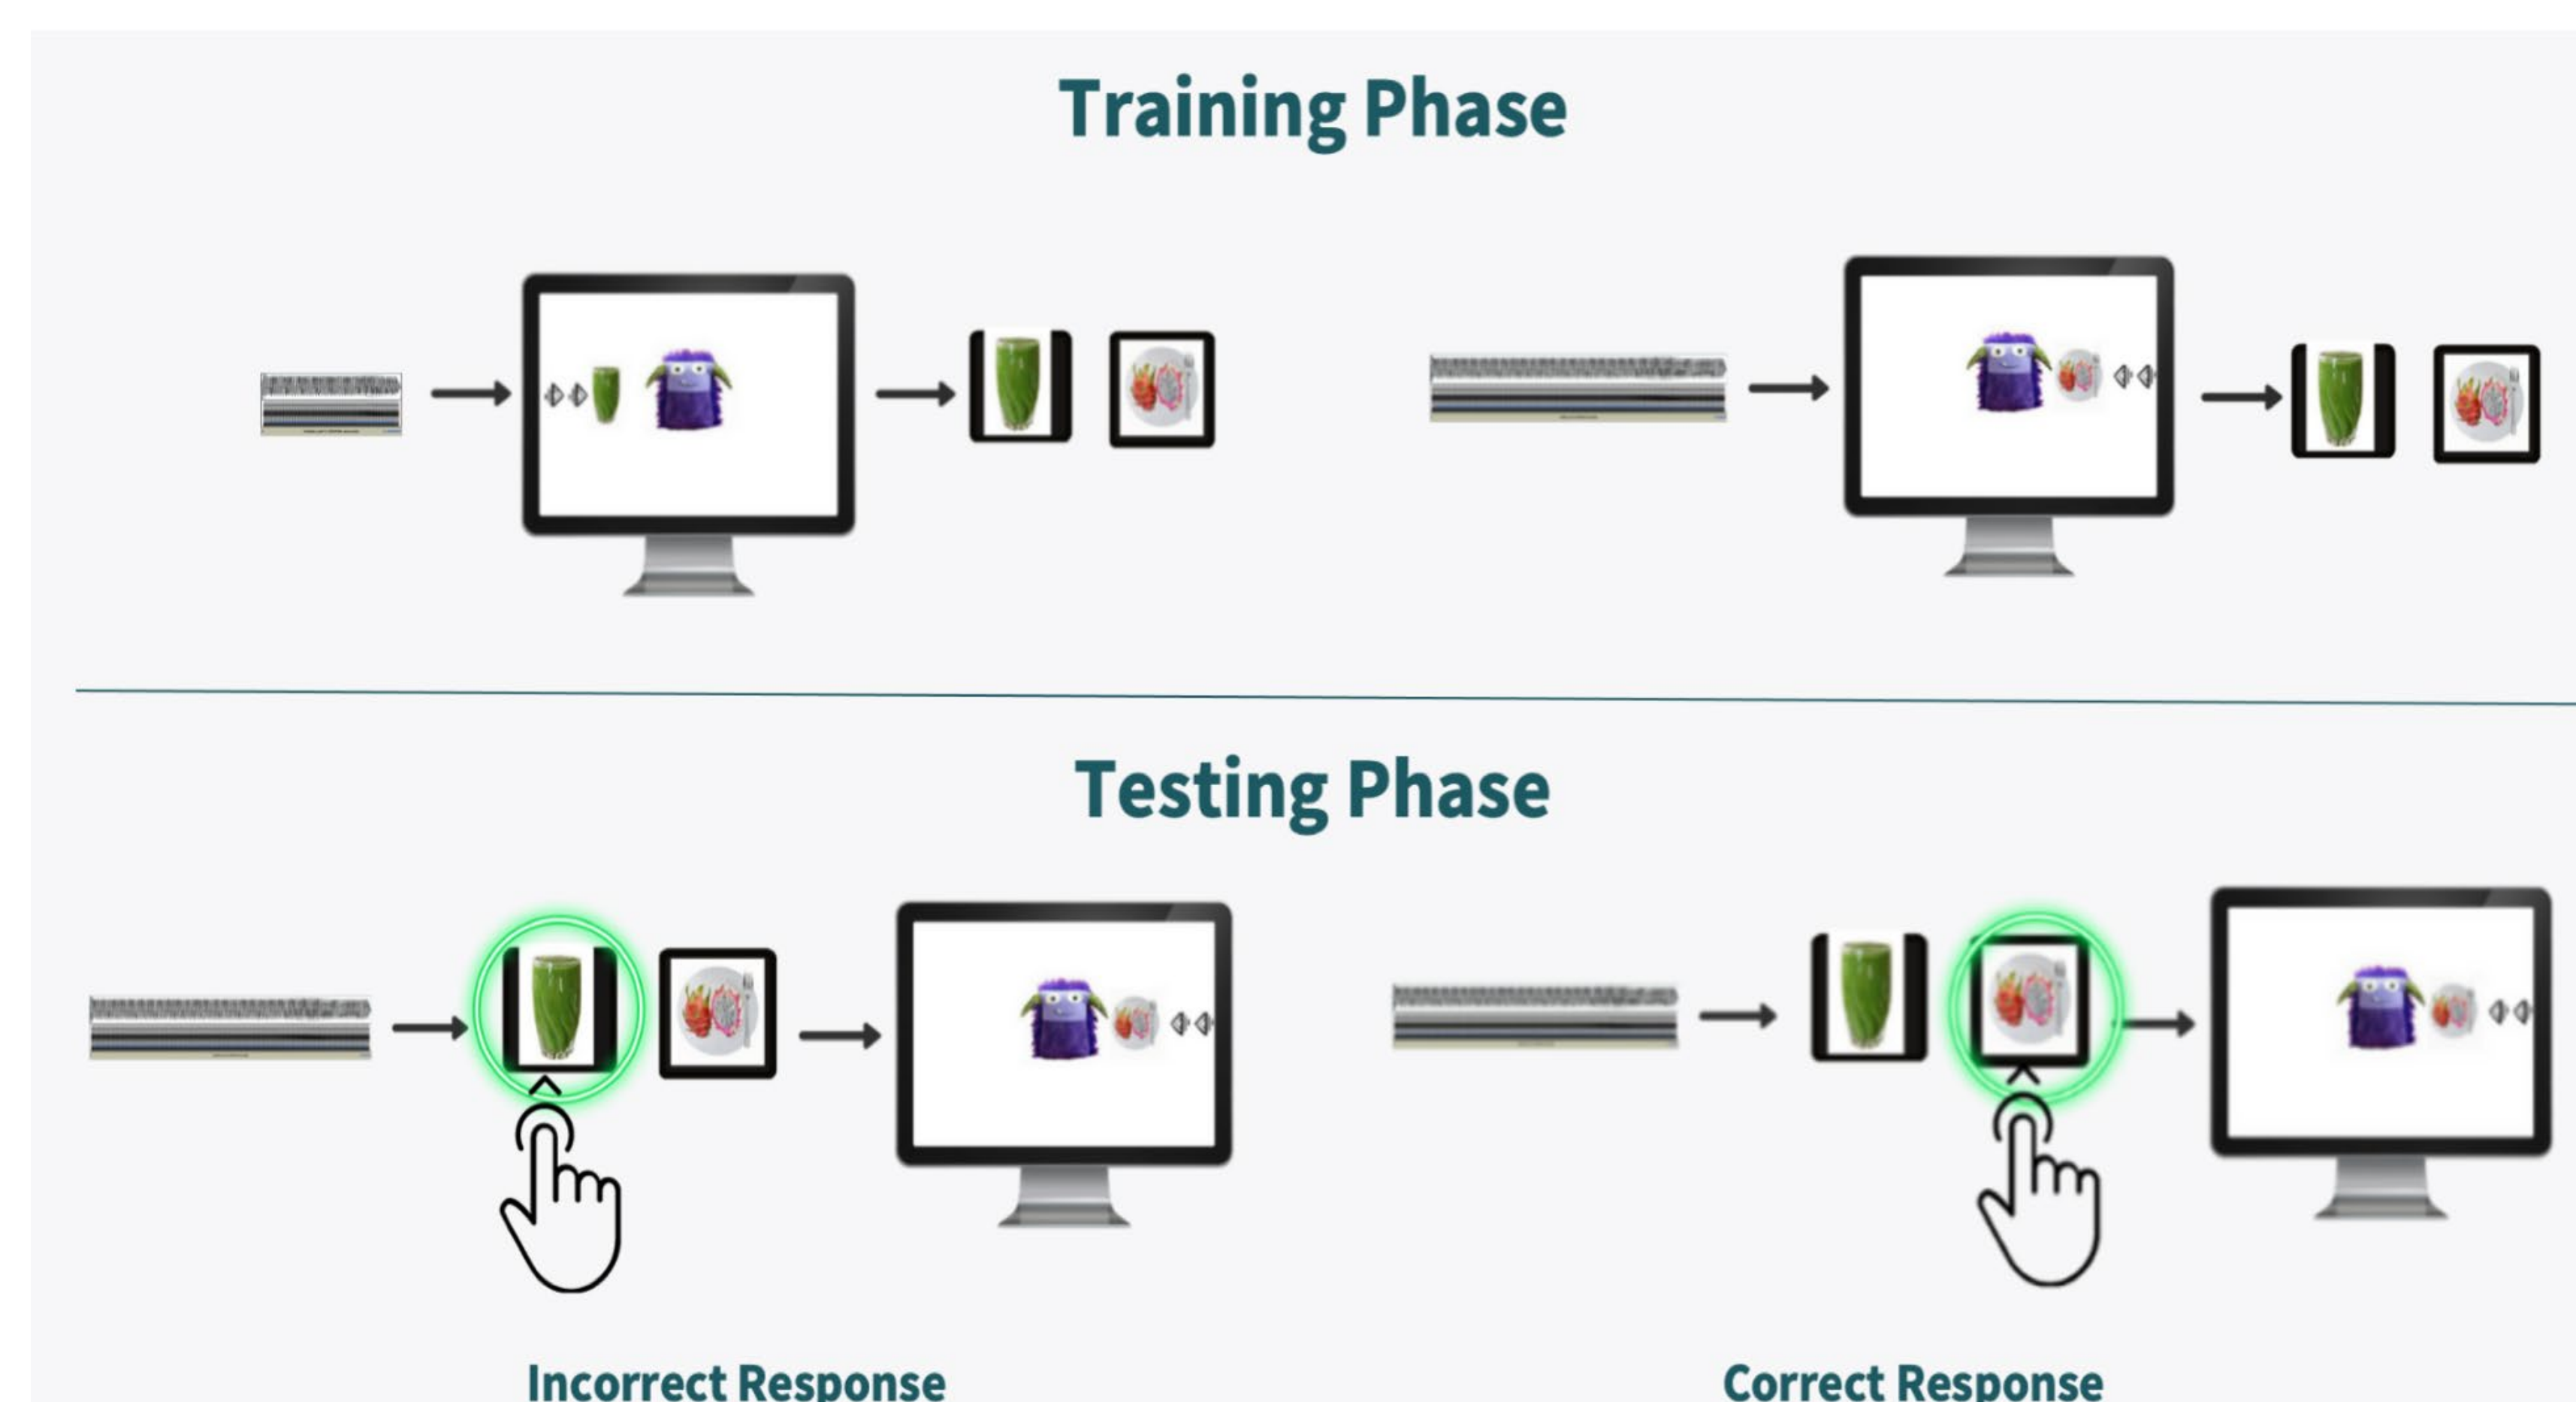 Training Phase
Testing Phase
Incorrect Response
Correct Response